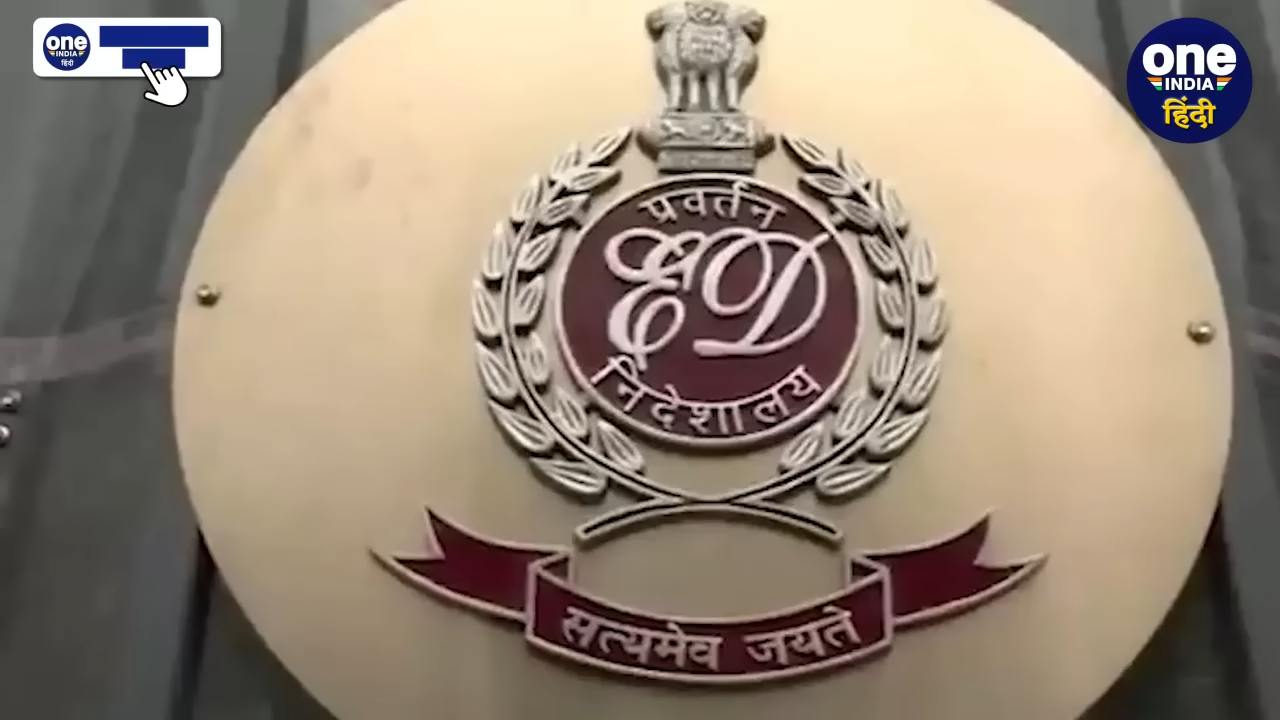 one
INDIA
हिंदी
one
INDIA
हिंदी
प्रवर्तन
ED
निदेशालय
सत्यमेव जयते